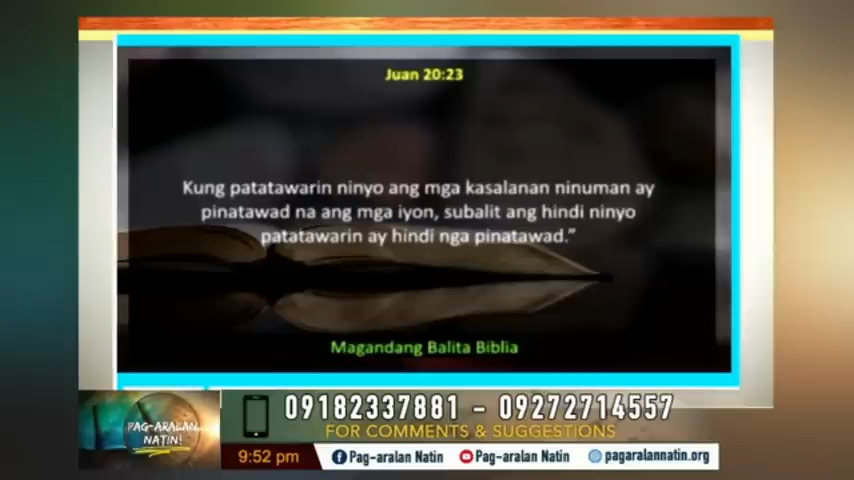 Juan 20:23
Kung patatawarin ninyo ang mga kasalanan ninuman ay
pinatawad na ang mga iyon, subalit ang hindi ninyo
patatawarin ay hindi nga pinatawad.”
Magandang Balita Biblia
PAG-ARALAN
NATIN!
09182337881 - 09272714557
FOR COMMENTS & SUGGESTIONS
9:52 pm
Pag-aralan Natin
Pag-aralan Natin
pagaralannatin.org